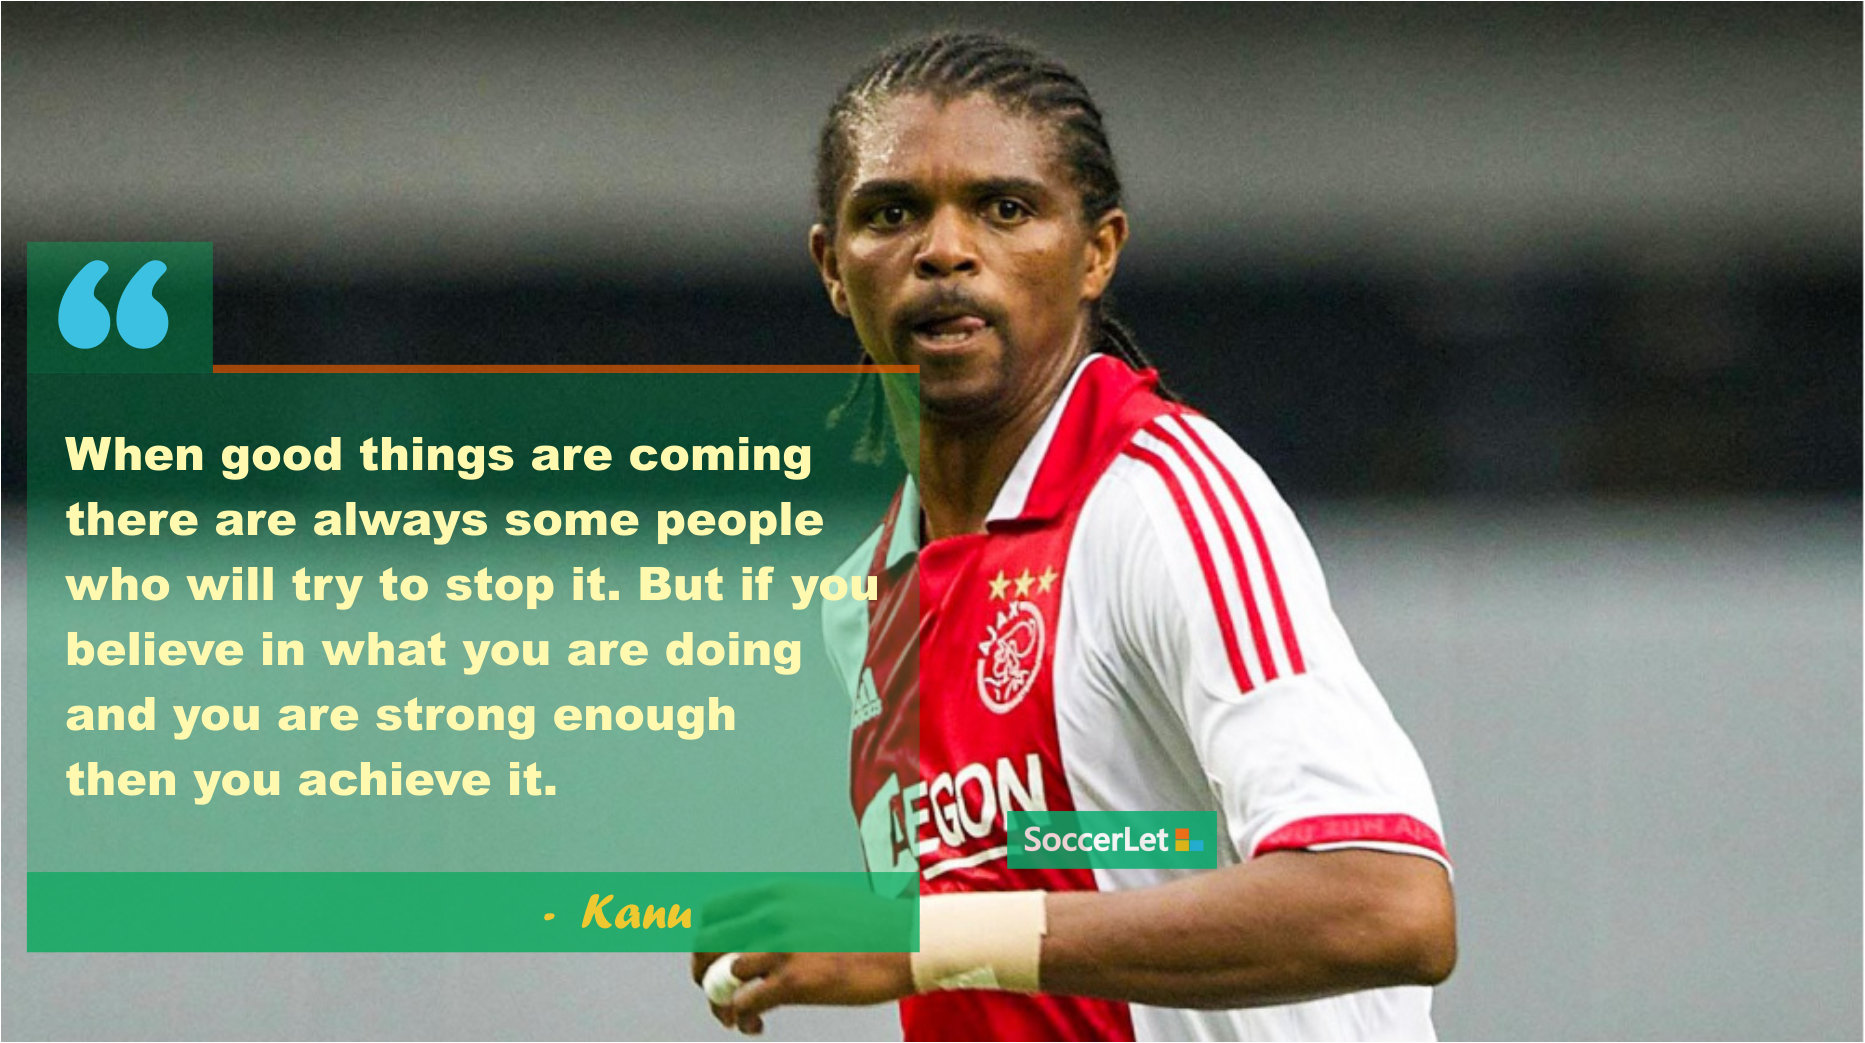 “
When good things are coming
there are always some people
who will try to stop it. But if you
believe in what you are doing
and you are strong enough
then you achieve it.
- Kanu
AJAX
AEGON
SoccerLet